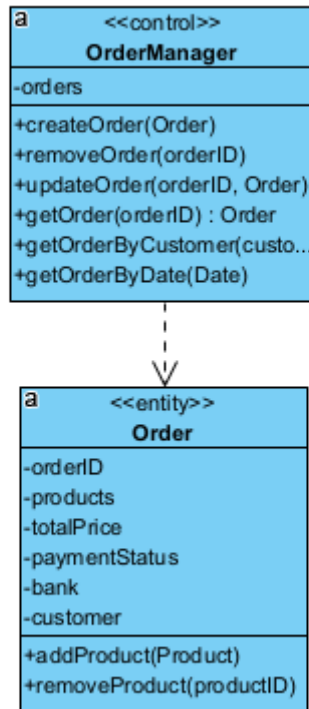 a
<<control>>
OrderManager
-orders
+createOrder(Order)
+removeOrder(orderID)
+updateOrder(orderID, Order)
+getOrder(orderID) : Order
+getOrderByCustomer(custo...
+getOrderByDate(Date)
a
<<entity>>
Order
-orderID
-products
-totalPrice
-paymentStatus
-bank
-customer
+addProduct(Product)
+removeProduct(productID)